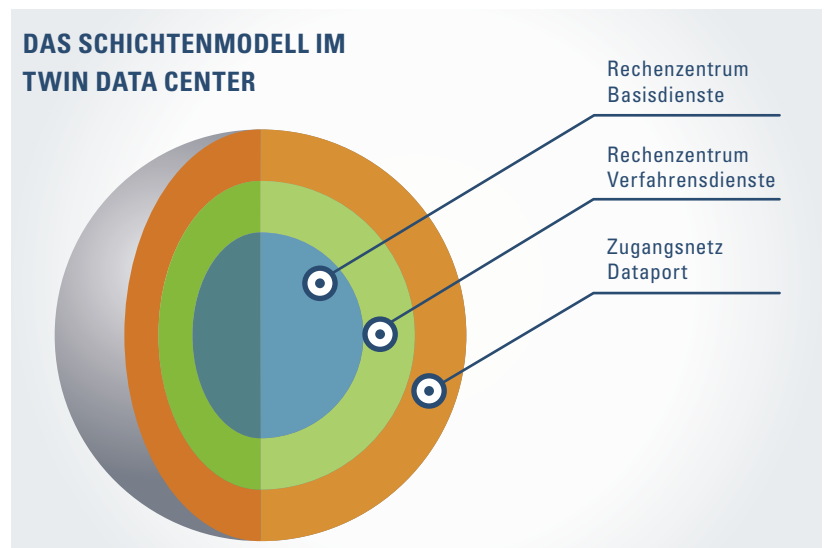 DAS SCHICHTENMODELL IM
TWIN DATA CENTER
Rechenzentrum
Basisdienste
Rechenzentrum
Verfahrensdienste
Zugangsnetz
Dataport